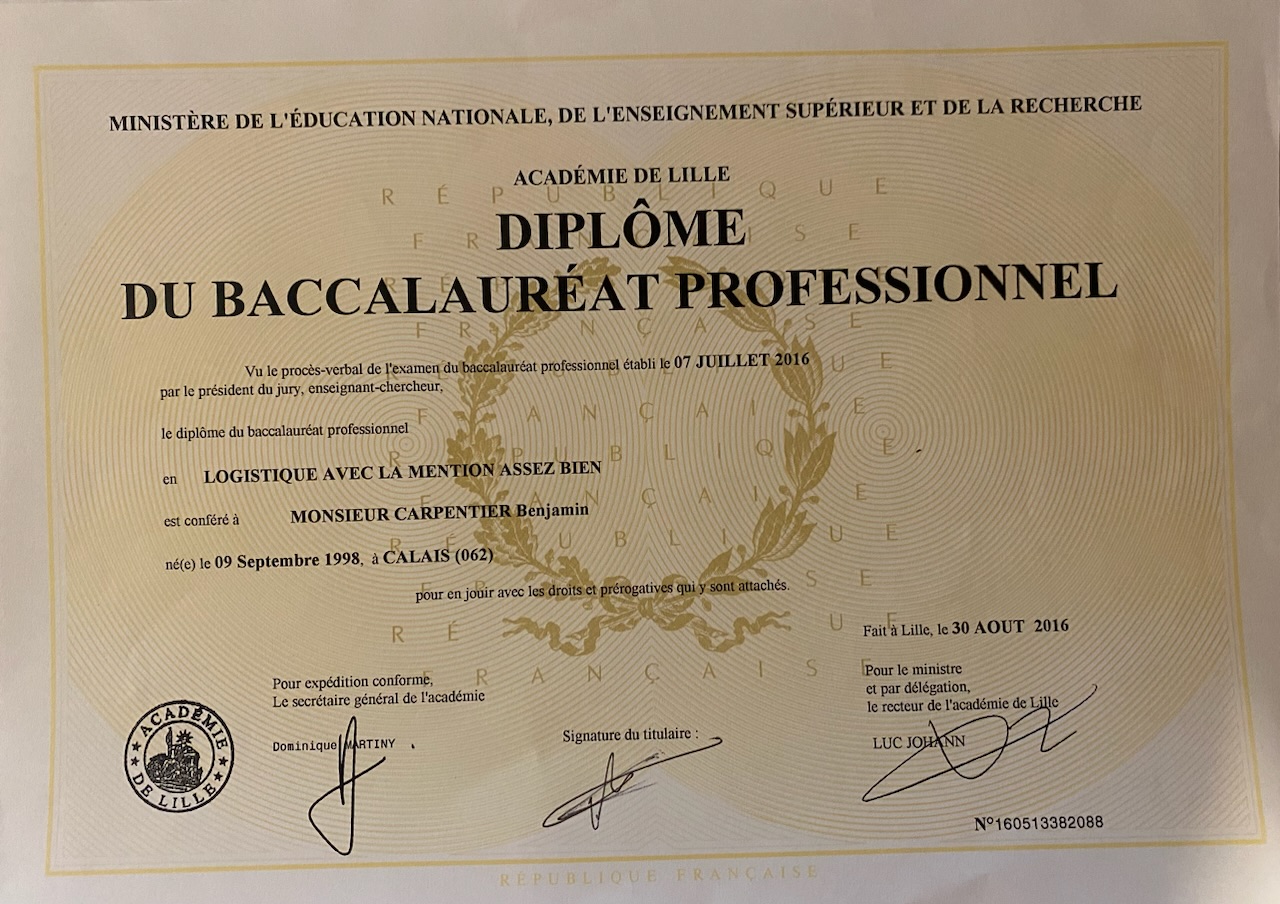 MINISTÈRE DE L'ÉDUCATION NATIONALE, DE L'ENSEIGNEMENT SUPÉRIEUR ET DE LA RECHERCHE
ACADÉMIE DE LILLE
DIPLÔME
DU BACCALAURÉAT PROFESSIONNEL
Vu le procès-verbal de l'examen du baccalauréat professionnel établi le 07 JUILLET 2016
par le président du jury, enseignant-chercheur,
le diplôme du baccalauréat professionnel
en LOGISTIQUE AVEC LA MENTION ASSEZ BIEN
est conféré à MONSIEUR CARPENTIER Benjamin
né(e) le 09 Septembre 1998, à CALAIS (062)
pour en jouir avec les droits et prérogatives qui y sont attachés.
Fait à Lille, le 30 AOUT 2016
Pour expédition conforme,
Le secrétaire général de l'académie
Dominique MARTINY
Signature du titulaire :
Pour le ministre
et par délégation,
le recteur de l'académie de Lille
LUC JOHANN
ACADÉMIE DE LILLE
N°160513382088
RÉPUBLIQUE FRANÇAISE